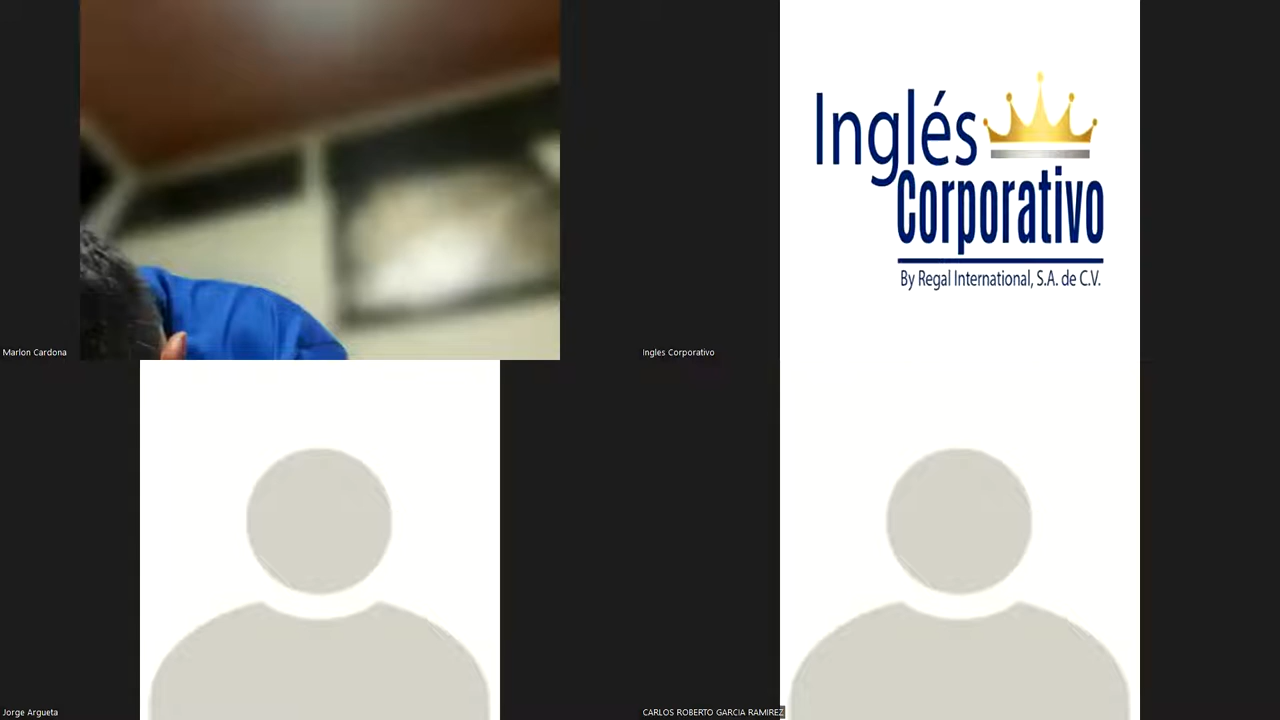 Inglés
Corporativo
By Regal International, S.A. de C.V.
Marlon Cardona
Ingles Corporativo
Jorge Argueta
CARLOS ROBERTO GARCIA RAMIREZ